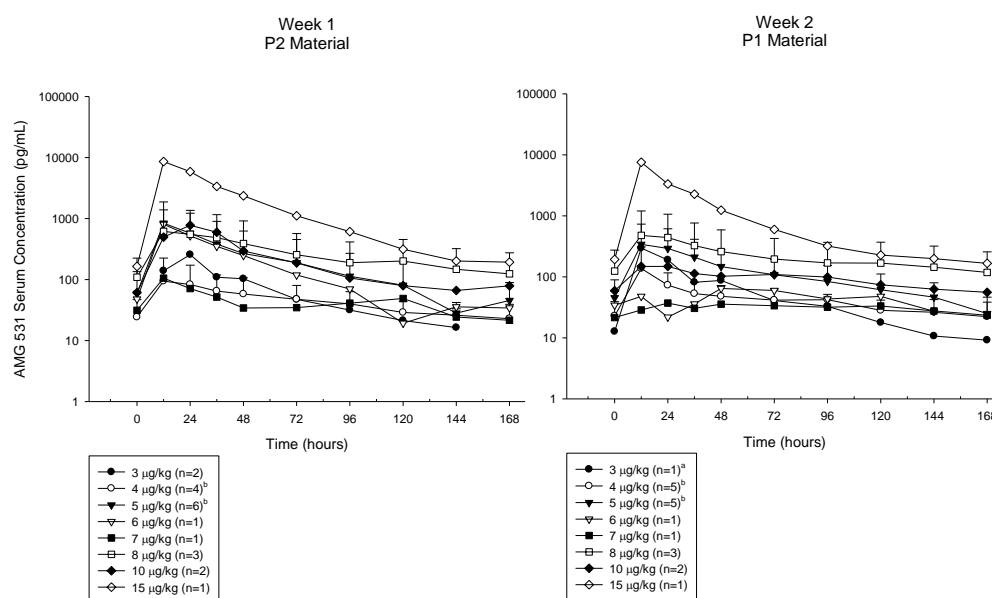 Week 1
P2 Material
100000
10000
1000
100
10
1
AMG 531 Serum Concentration (pg/mL)
0 24 48 72 96 120 144 168
Time (hours)
3 µg/kg (n=2)
4 µg/kg (n=4)b
5 µg/kg (n=6)b
6 µg/kg (n=1)
7 µg/kg (n=1)
8 µg/kg (n=3)
10 µg/kg (n=2)
15 µg/kg (n=1)
Week 2
P1 Material
100000
10000
1000
100
10
1
0 24 48 72 96 120 144 168
Time (hours)
3 µg/kg (n=1)a
4 µg/kg (n=5)b
5 µg/kg (n=5)b
6 µg/kg (n=1)
7 µg/kg (n=1)
8 µg/kg (n=3)
10 µg/kg (n=2)
15 µg/kg (n=1)